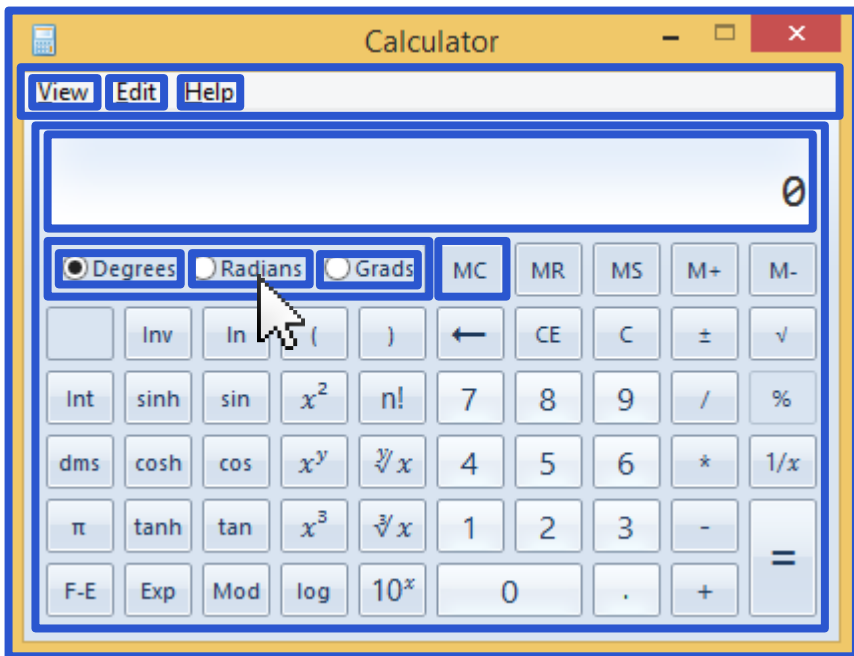 Calculator
View Edit Help
0
Degrees Radians Grads MC MR MS M+ M-
Inv In ( ) ← CE C ± √
Int sinh sin x² n! 7 8 9 / %
dms cosh cos xʸ ʸ√x 4 5 6 * 1/x
π tanh tan x³ ³√x 1 2 3 - =
F-E Exp Mod log 10ˣ 0 . +